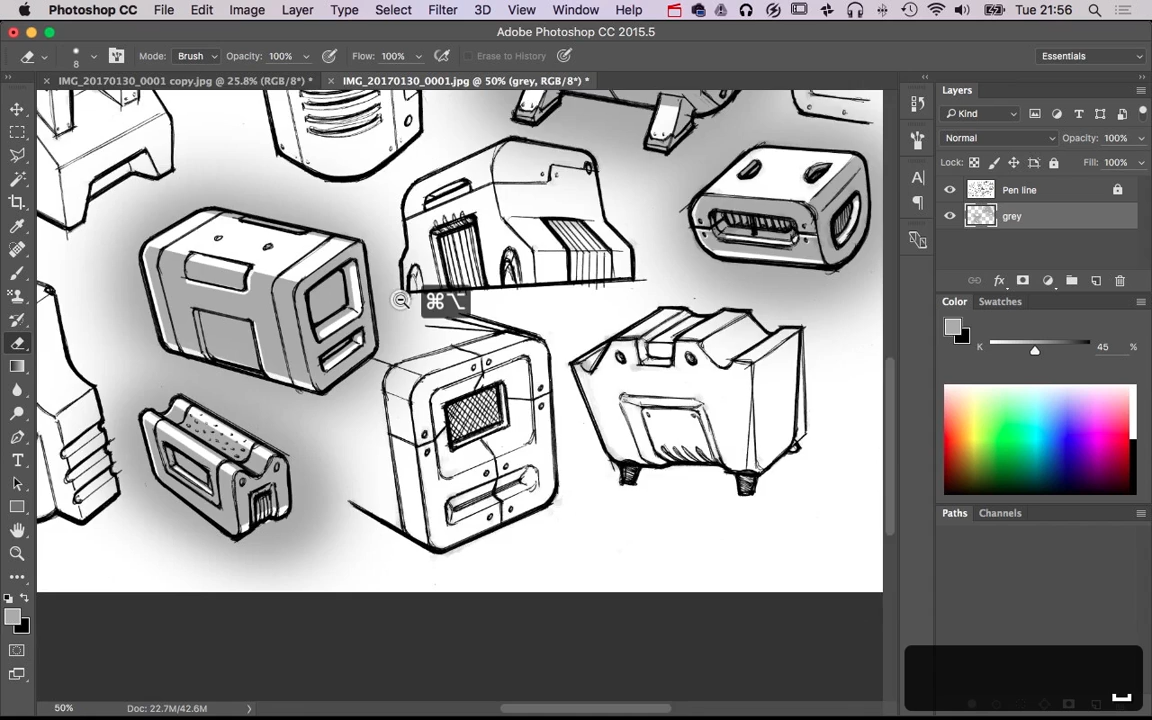 Photoshop CC File Edit Image Layer Type Select Filter 3D View Window Help Tue 21:56
Adobe Photoshop CC 2015.5
8 Mode: Brush Opacity: 100% Flow: 100% Erase to History Essentials
IMG_20170130_0001 copy.jpg @ 25.8% (RGB/8*) * IMG_20170130_0001.jpg @ 50% (grey, RGB/8*) *
Layers
Kind
Normal Opacity: 100%
Lock: Fill: 100%
Pen line
grey
Color Swatches
K 45 %
⌘⌥
Paths Channels
50% Doc: 22.7M/42.6M